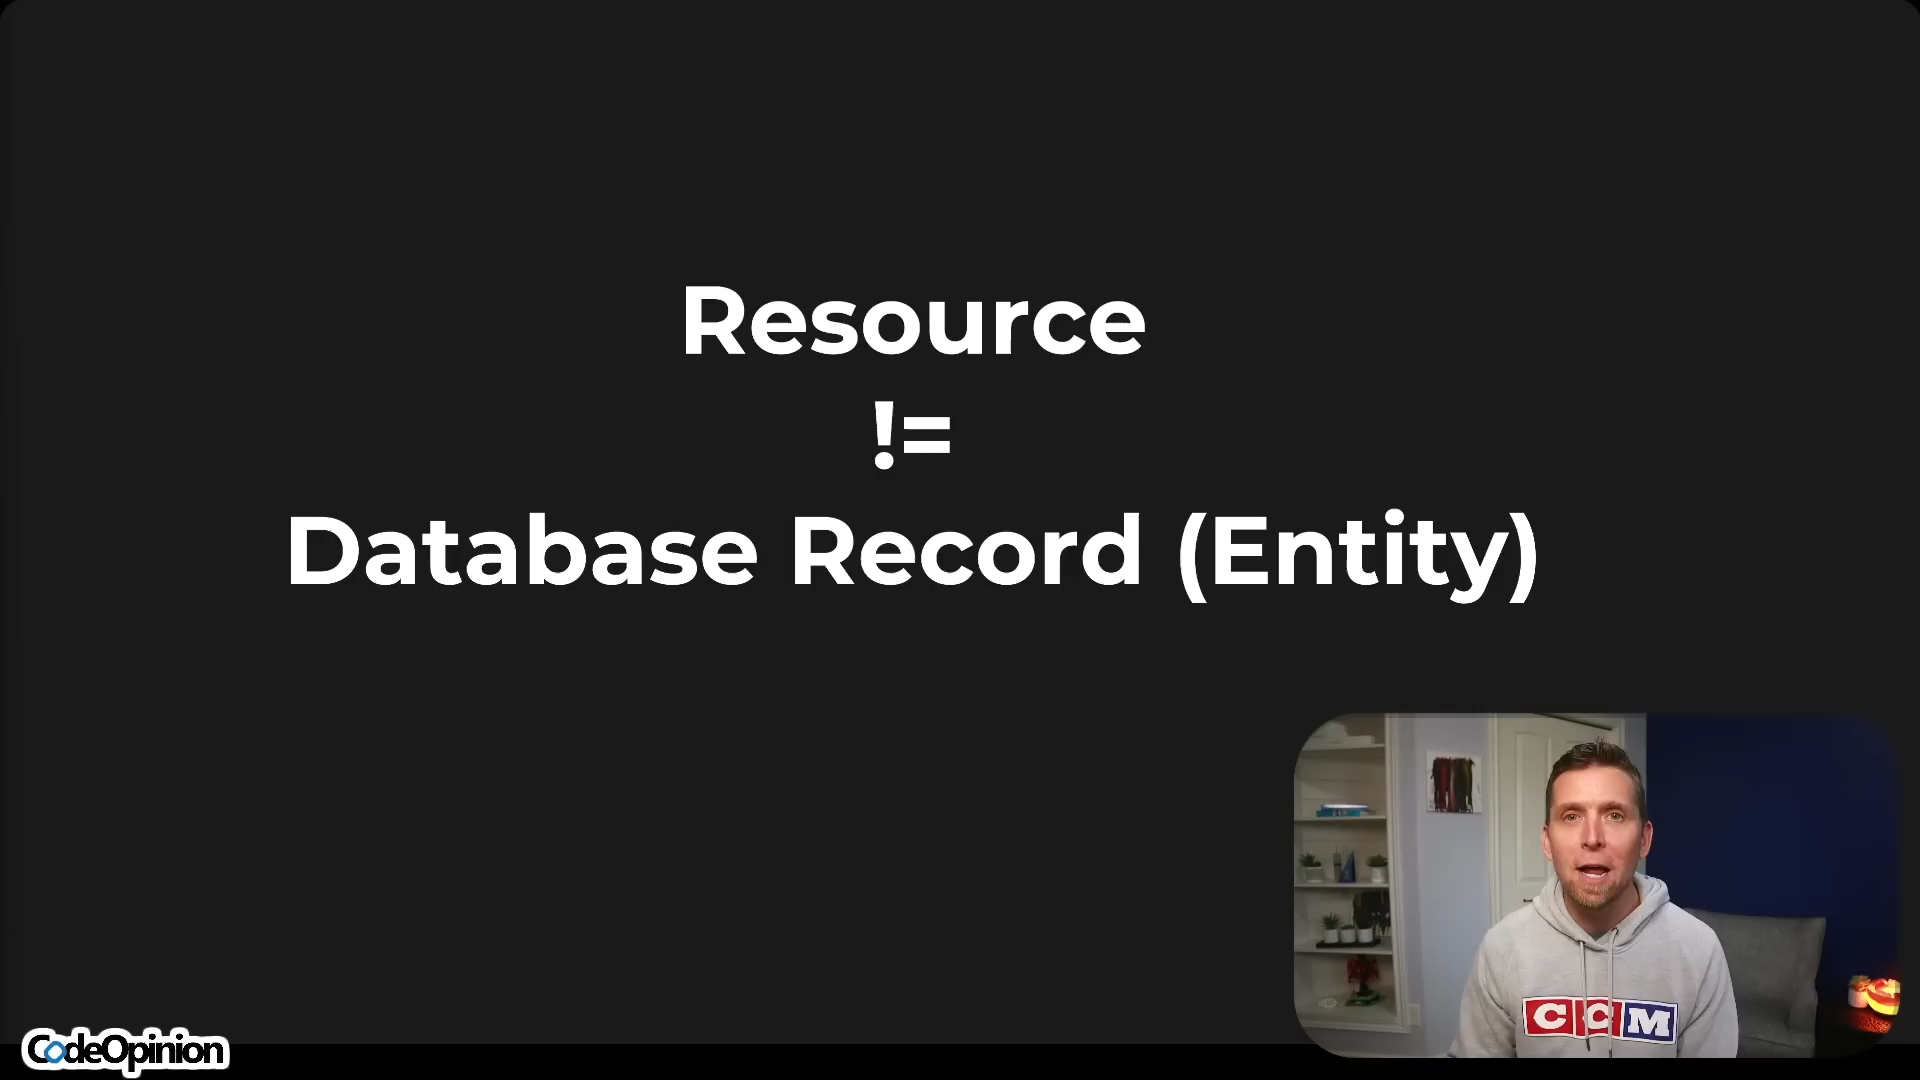 Resource
!=
Database Record (Entity)
CCM
CodeOpinion